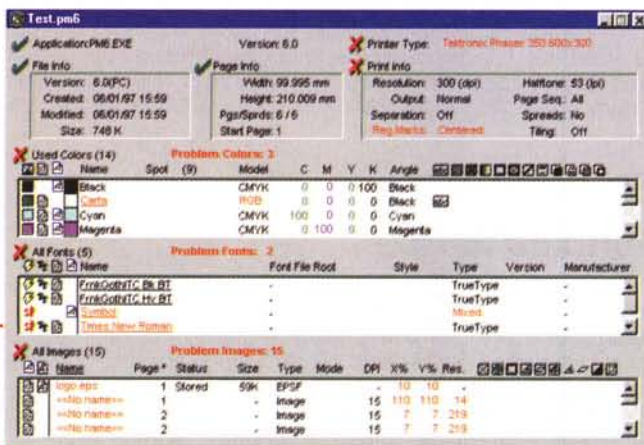 Test.pm6
Application:PM6.EXE Version: 6.0 Printer Type: Tektronix Phaser 350 600x300
File Info Page Info Print Info
Version: 6.0(PC) Width: 99.995 mm Resolution: 300 (dpi) Halftone: 53 (lpi)
Created: 06/01/97 15:59 Height: 210.009 mm Output: Normal Page Seq.: All
Modified: 06/01/97 15:59 Pgs/Sprds: 6 / 6 Separation: Off Spreads: No
Size: 748 K Start Page: 1 Reg.Marks: Centered Tiling: Off
Used Colors (14) Problem Colors: 3
Name Spot (9) Model C M Y K Angle
Black CMYK 0 0 0 100 Black
Carta RGB 0 0 0 0 Black
Cyan CMYK 100 0 0 0 Cyan
Magenta CMYK 0 100 0 0 Magenta
All Fonts (5) Problem Fonts: 2
Name Font File Root Style Type Version Manufacturer
FrnkGothITC Bk BT - TrueType -
FrnkGothITC Hv BT - TrueType -
Symbol - Mixed -
Times New Roman - TrueType -
All Images (15) Problem Images: 15
Name Page * Status Size Type Mode DPI X% Y% Res.
logo.eps 1 Stored 59K EPSF - 10 10 -
«No name» 1 - Image 15 110 110 14
«No name» 2 - Image 15 7 7 219
«No name» 2 - Image 15 7 7 219